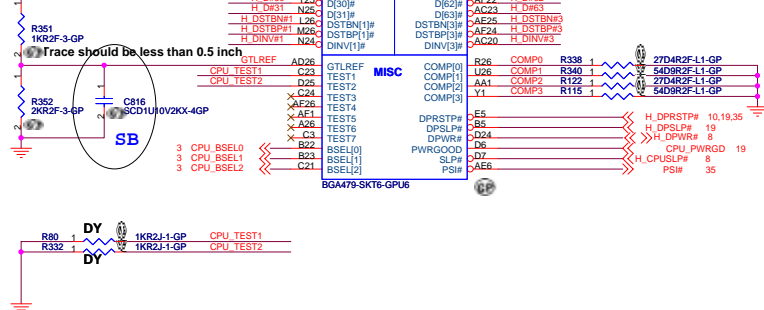 D[30]# D[62]#
H_D#31 N25 D[31]# D[63]# AC23 H_D#63
H_DSTBN#1 L26 DSTBN[1]# DSTBN[3]# AE25 H_DSTBN#3
H_DSTBP#1 M26 DSTBP[1]# DSTBP[3]# AF24 H_DSTBP#3
H_DINV#1 N24 DINV[1]# DINV[3]# AC20 H_DINV#3
R351
1KR2F-3-GP
Trace should be less than 0.5 inch
GTLREF AD26 GTLREF MISC COMP[0] R26 COMP0 R338 1 27D4R2F-L1-GP
CPU_TEST1 C23 TEST1 COMP[1] U26 COMP1 R340 1 54D9R2F-L1-GP
CPU_TEST2 D25 TEST2 COMP[2] AA1 COMP2 R122 1 27D4R2F-L1-GP
C24 TEST3 COMP[3] Y1 COMP3 R115 1 54D9R2F-L1-GP
AF26 TEST4
AF1 TEST5 DPRSTP# E5 H_DPRSTP# 10,19,35
A26 TEST6 DPSLP# B5 H_DPSLP# 19
C3 TEST7 DPWR# D24 H_DPWR# 8
3 CPU_BSEL0 B22 BSEL[0] PWRGOOD D6 CPU_PWRGD 19
3 CPU_BSEL1 B23 BSEL[1] SLP# D7 H_CPUSLP# 8
3 CPU_BSEL2 C21 BSEL[2] PSI# AE6 PSI# 35
BGA479-SKT6-GPU6
R352
2KR2F-3-GP
C816
SCD1U10V2KX-4GP
SB
DY
R80 1 1KR2J-1-GP CPU_TEST1
R332 1 1KR2J-1-GP CPU_TEST2
DY